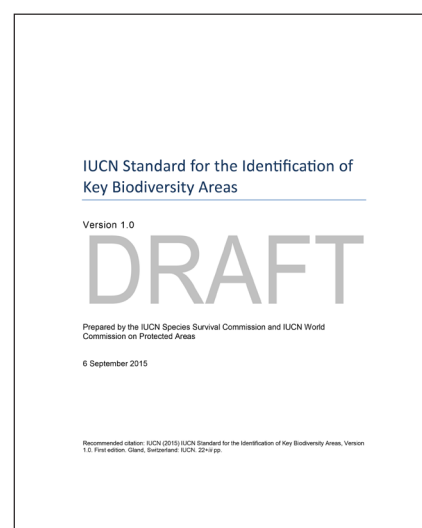 IUCN Standard for the Identification of
Key Biodiversity Areas
Version 1.0
DRAFT
Prepared by the IUCN Species Survival Commission and IUCN World
Commission on Protected Areas
6 September 2015
Recommended citation: IUCN (2015) IUCN Standard for the Identification of Key Biodiversity Areas, Version
1.0. First edition. Gland, Switzerland: IUCN. 22+iii pp.